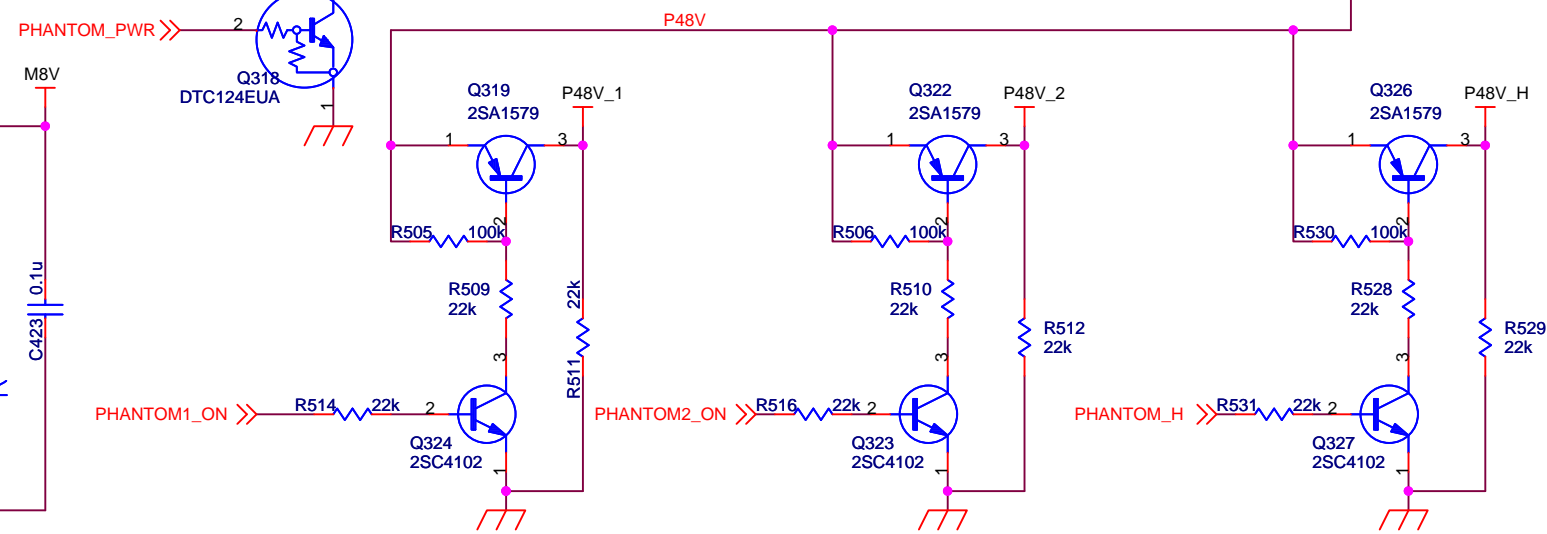 PHANTOM_PWR
2
Q318
DTC124EUA
1
M8V
0.1u
C423
P48V
Q319
2SA1579
P48V_1
1
3
2
R505
100k
R509
22k
22k
R511
3
PHANTOM1_ON
R514
22k
2
Q324
2SC4102
1
Q322
2SA1579
P48V_2
1
3
2
R506
100k
R510
22k
R512
22k
3
PHANTOM2_ON
R516
22k
2
Q323
2SC4102
1
Q326
2SA1579
P48V_H
1
3
2
R530
100k
R528
22k
R529
22k
3
PHANTOM_H
R531
22k
2
Q327
2SC4102
1